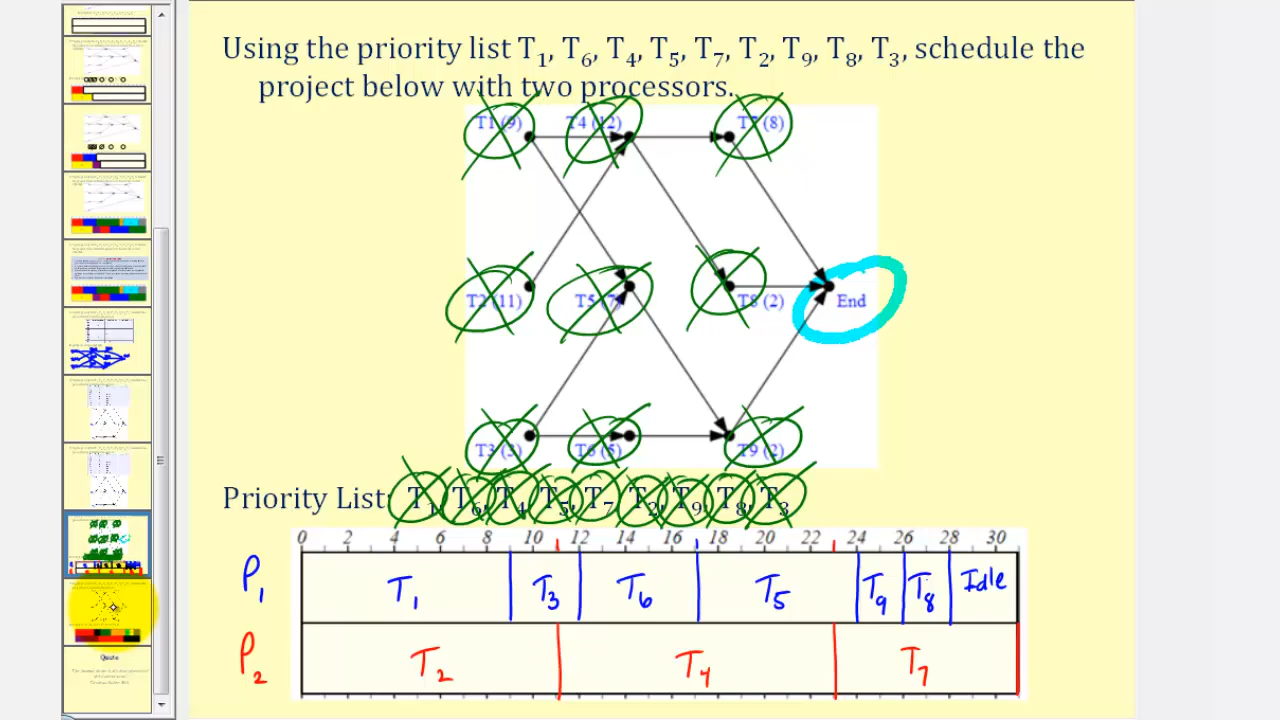 Using the priority list T₁, T₆, T₄, T₅, T₇, T₂, T₉, T₈, T₃, schedule the
project below with two processors.
T1 (9) T4 (12) T7 (8)
T2 (11) T5 (7) T8 (2) End
T3 (3) T6 (5) T9 (2)
Priority List: T₁, T₆, T₄, T₅, T₇, T₂, T₉, T₈, T₃
0 2 4 6 8 10 12 14 16 18 20 22 24 26 28 30
P₁ T₁ T₃ T₆ T₅ T₉ T₈ Idle
P₂ T₂ T₄ T₇
Quote